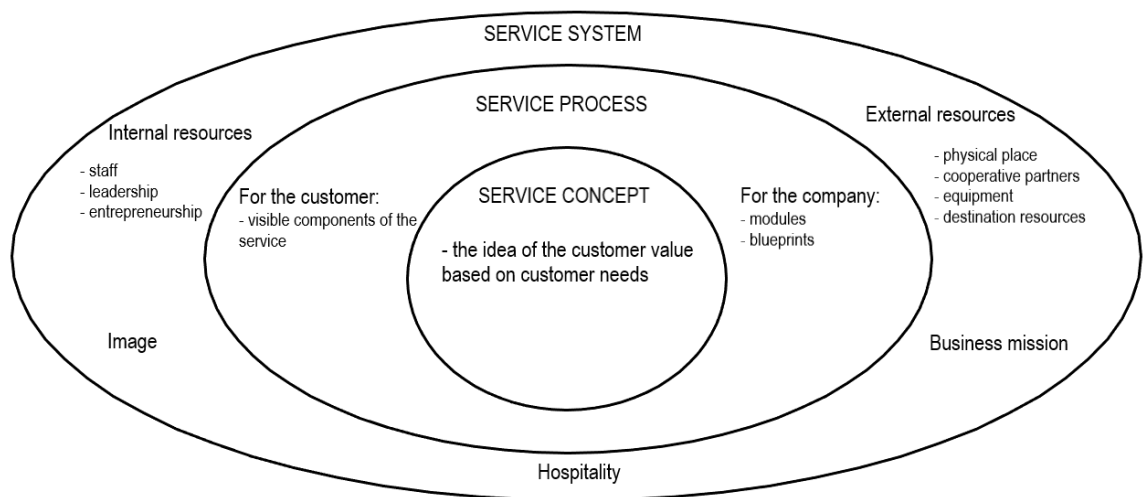 SERVICE SYSTEM
SERVICE PROCESS
Internal resources
- staff
- leadership
- entrepreneurship
External resources
- physical place
- cooperative partners
- equipment
- destination resources
For the customer:
- visible components of the
service
SERVICE CONCEPT
- the idea of the customer value
based on customer needs
For the company:
- modules
- blueprints
Image
Business mission
Hospitality